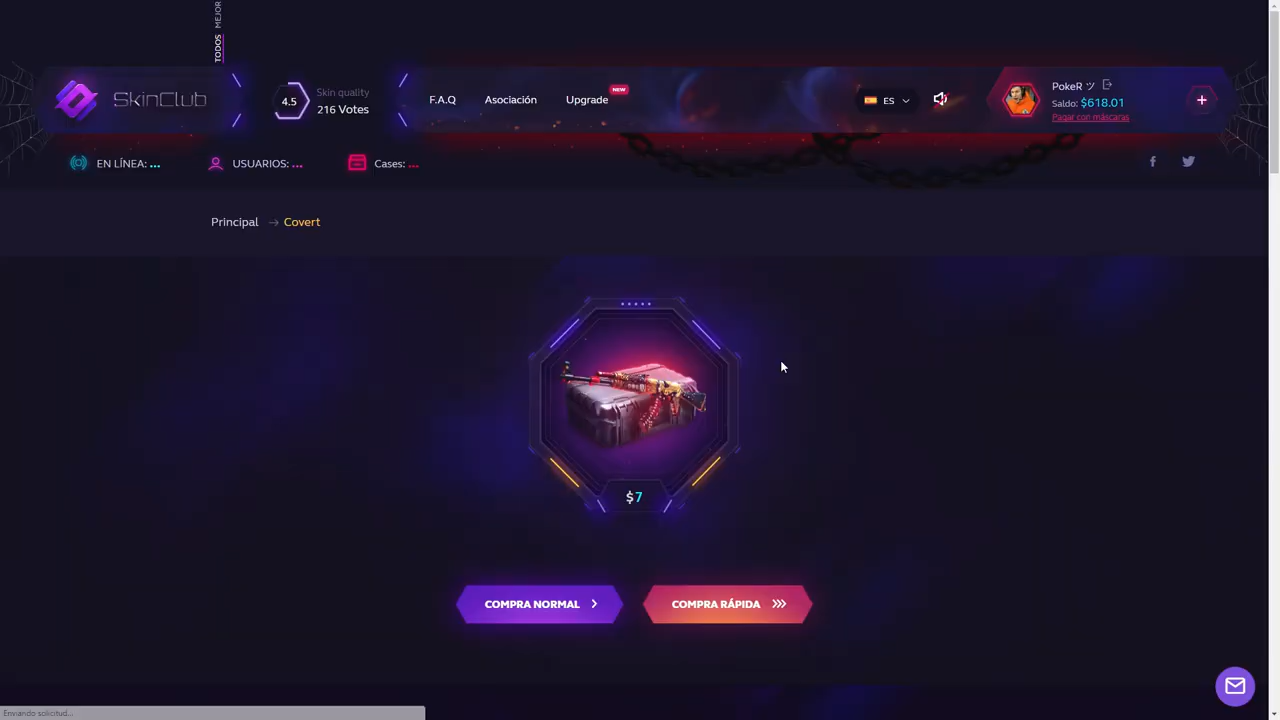 TODOS
MEJOR
SkinClub
4.5
Skin quality
216 Votes
F.A.Q
Asociación
Upgrade
NEW
ES
PokeR ツ
Saldo: $618.01
Pagar con máscaras
EN LÍNEA: ...
USUARIOS: ...
Cases: ...
Principal → Covert
$7
COMPRA NORMAL
COMPRA RÁPIDA
Enviando solicitud...